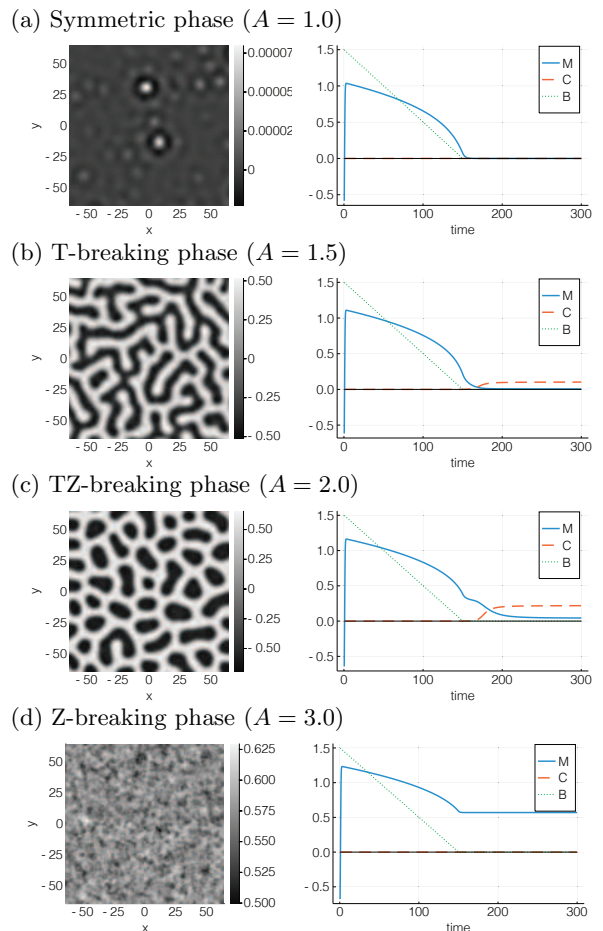 (a) Symmetric phase (A = 1.0)
50
25
0
- 25
- 50
y
- 50 - 25 0 25 50
x
0.00007
0.00005
0.00002
0
1.5
1.0
0.5
0.0
- 0.5
0 100 200 300
time
M
C
B
(b) T-breaking phase (A = 1.5)
50
25
0
- 25
- 50
y
- 50 - 25 0 25 50
x
0.50
0.25
0
- 0.25
- 0.50
1.5
1.0
0.5
0.0
- 0.5
0 100 200 300
time
M
C
B
(c) TZ-breaking phase (A = 2.0)
50
25
0
- 25
- 50
y
- 50 - 25 0 25 50
x
0.50
0.25
0
- 0.25
- 0.50
1.5
1.0
0.5
0.0
- 0.5
0 100 200 300
time
M
C
B
(d) Z-breaking phase (A = 3.0)
50
25
0
- 25
- 50
y
- 50 - 25 0 25 50
x
0.625
0.600
0.575
0.550
0.525
0.500
1.5
1.0
0.5
0.0
- 0.5
0 100 200 300
time
M
C
B